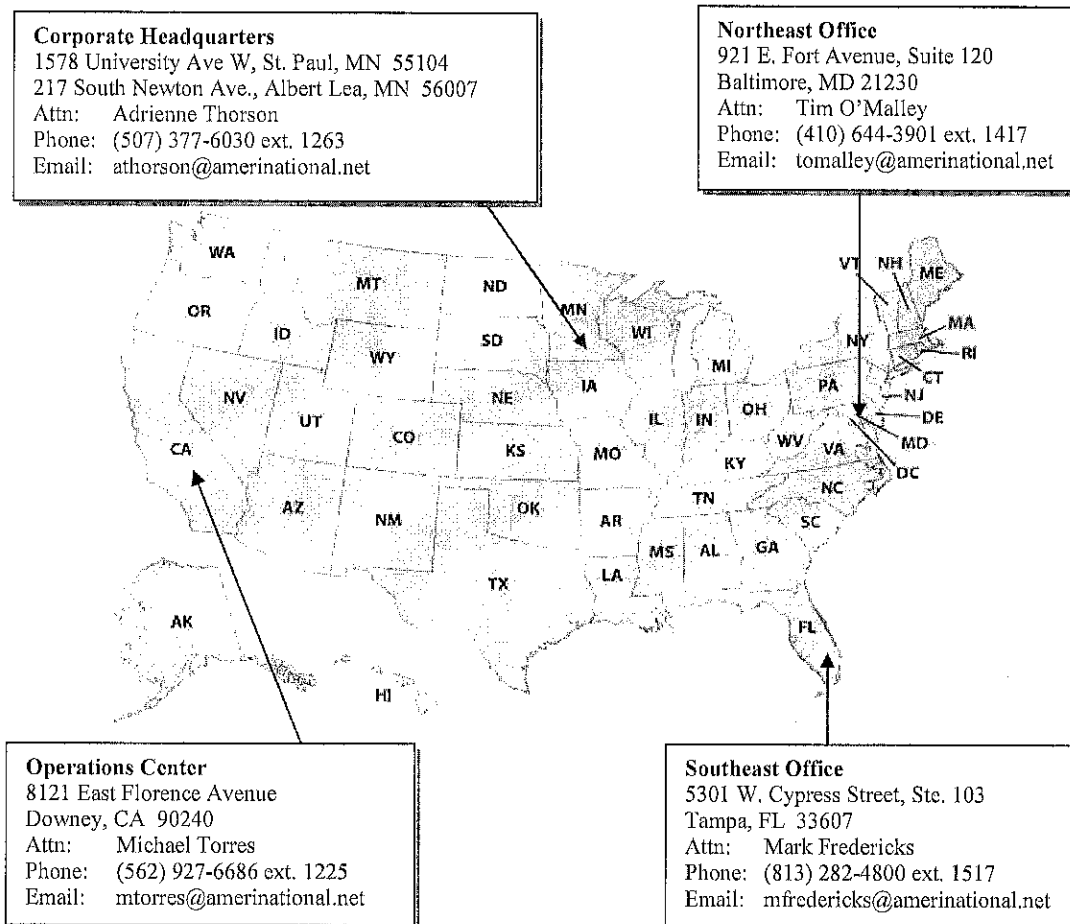 Corporate Headquarters
1578 University Ave W, St. Paul, MN 55104
217 South Newton Ave., Albert Lea, MN 56007
Attn: Adrienne Thorson
Phone: (507) 377-6030 ext. 1263
Email: athorson@amerinational.net
Northeast Office
921 E. Fort Avenue, Suite 120
Baltimore, MD 21230
Attn: Tim O'Malley
Phone: (410) 644-3901 ext. 1417
Email: tomalley@amerinational.net
WA
MT
ND
MN
VT
NH
ME
OR
ID
SD
WI
MA
WY
MI
NY
RI
CT
NV
NE
IA
PA
NJ
UT
CO
IL
IN
OH
DE
CA
KS
MO
WV
VA
MD
KY
DC
AZ
NM
OK
TN
NC
AR
SC
MS
AL
GA
TX
LA
AK
FL
HI
Operations Center
8121 East Florence Avenue
Downey, CA 90240
Attn: Michael Torres
Phone: (562) 927-6686 ext. 1225
Email: mtorres@amerinational.net
Southeast Office
5301 W. Cypress Street, Ste. 103
Tampa, FL 33607
Attn: Mark Fredericks
Phone: (813) 282-4800 ext. 1517
Email: mfredericks@amerinational.net